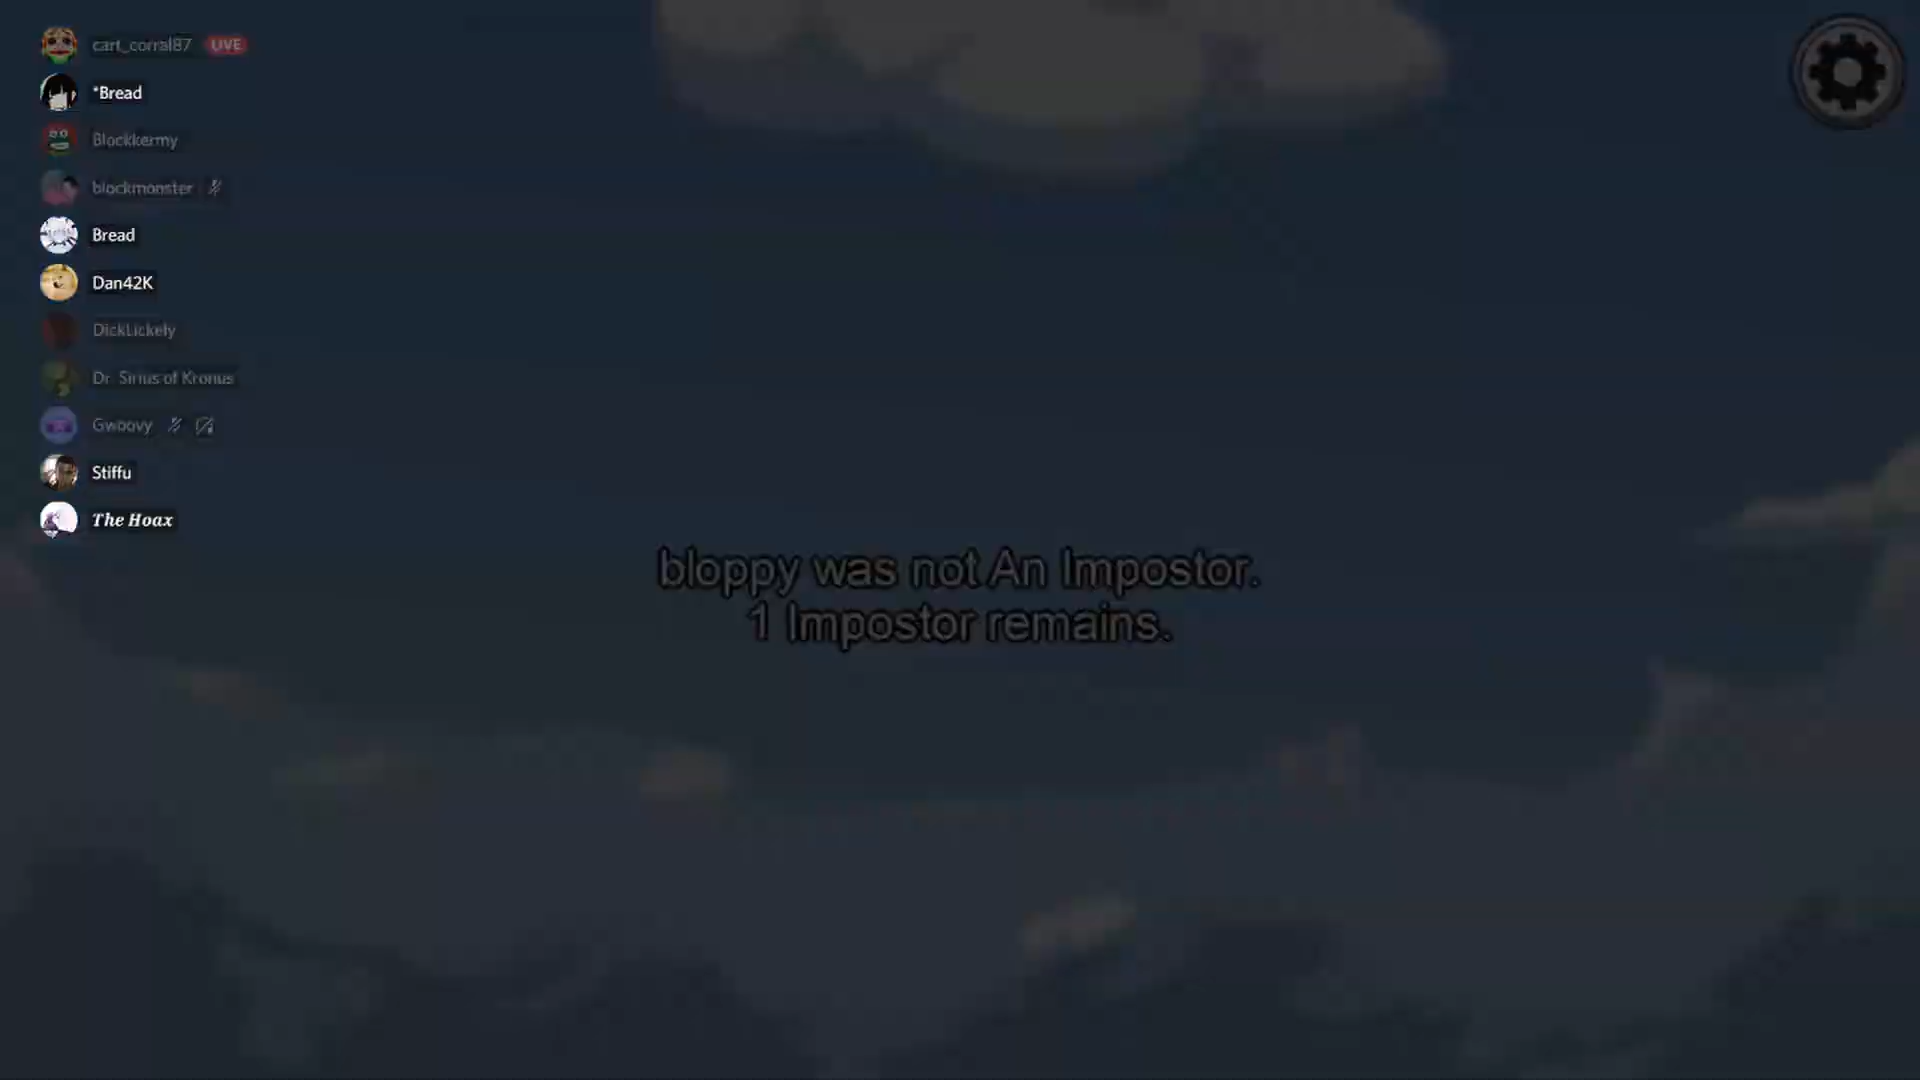 cart_corral87 LIVE
*Bread
Blockkermy
blockmonster
Bread
Dan42K
DickLickely
Dr. Sirius of Kronus
Gwoovy
Stiffu
The Hoax
bloppy was not An Impostor.
1 Impostor remains.